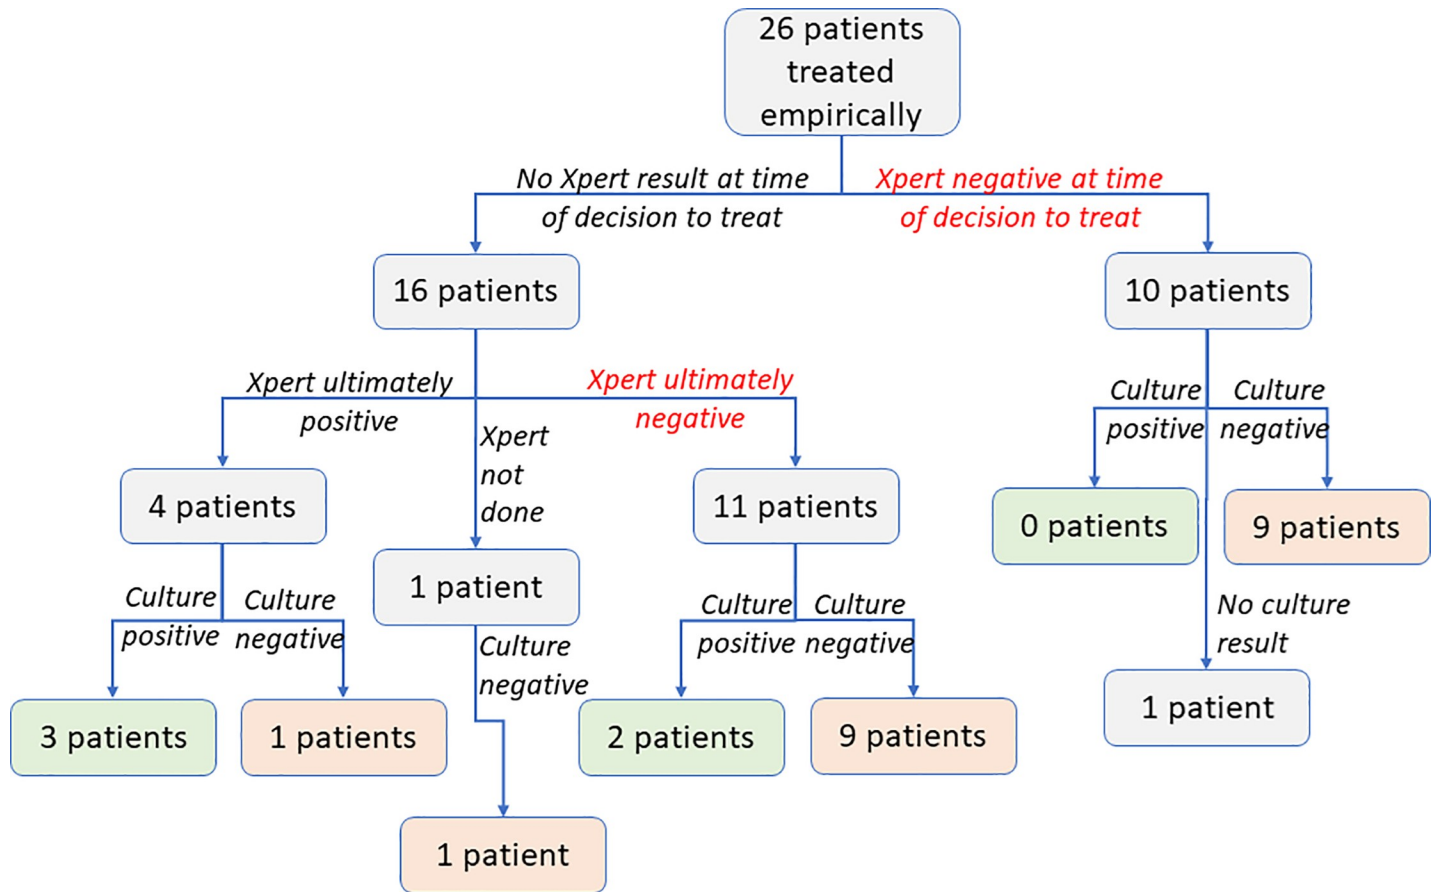 26 patients
treated
empirically
No Xpert result at time
of decision to treat
Xpert negative at time
of decision to treat
16 patients
10 patients
Xpert ultimately
positive
Xpert
not
done
Xpert ultimately
negative
Culture
positive
Culture
negative
4 patients
11 patients
0 patients
9 patients
1 patient
Culture
positive
Culture
negative
Culture
negative
Culture
positive
Culture
negative
No culture
result
3 patients
1 patients
2 patients
9 patients
1 patient
1 patient